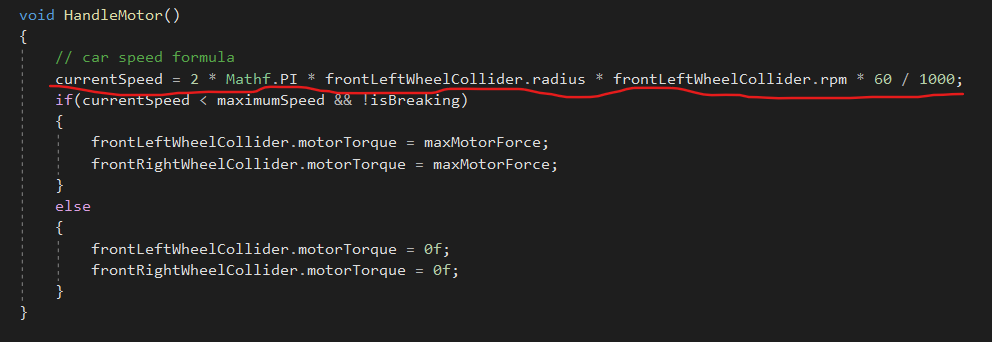 void HandleMotor()
{
// car speed formula
currentSpeed = 2 * Mathf.PI * frontLeftWheelCollider.radius * frontLeftWheelCollider.rpm * 60 / 1000;
if(currentSpeed < maximumSpeed && !isBreaking)
{
frontLeftWheelCollider.motorTorque = maxMotorForce;
frontRightWheelCollider.motorTorque = maxMotorForce;
}
else
{
frontLeftWheelCollider.motorTorque = 0f;
frontRightWheelCollider.motorTorque = 0f;
}
}